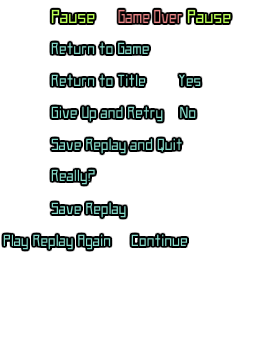 Pause Game Over Pause
Return to Game
Return to Title Yes
Give Up and Retry No
Save Replay and Quit
Really?
Save Replay
Play Replay Again Continue